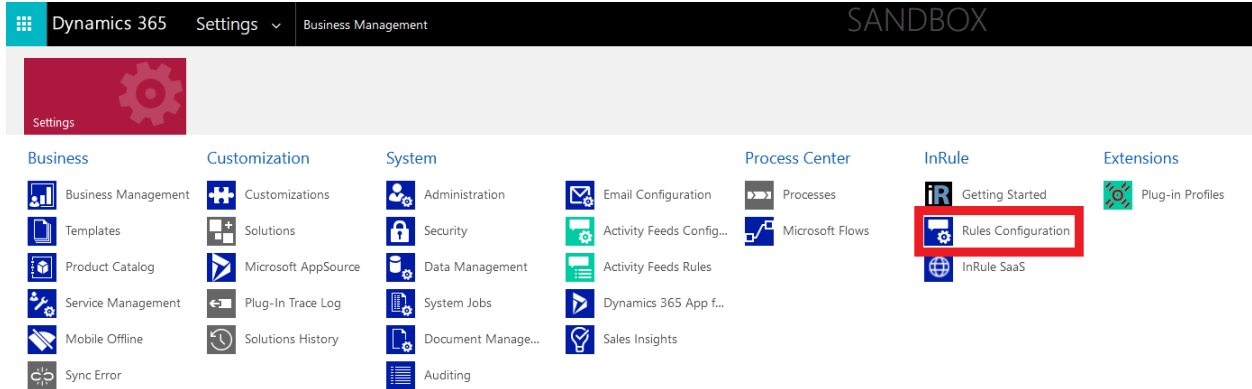 Dynamics 365 Settings Business Management SANDBOX
Settings
Business Customization System Process Center InRule Extensions
Business Management Customizations Administration Email Configuration Processes iR Getting Started Plug-in Profiles
Templates Solutions Security Activity Feeds Config... Microsoft Flows Rules Configuration
Product Catalog Microsoft AppSource Data Management Activity Feeds Rules InRule SaaS
Service Management Plug-In Trace Log System Jobs Dynamics 365 App f...
Mobile Offline Solutions History Document Manage... Sales Insights
Sync Error Auditing